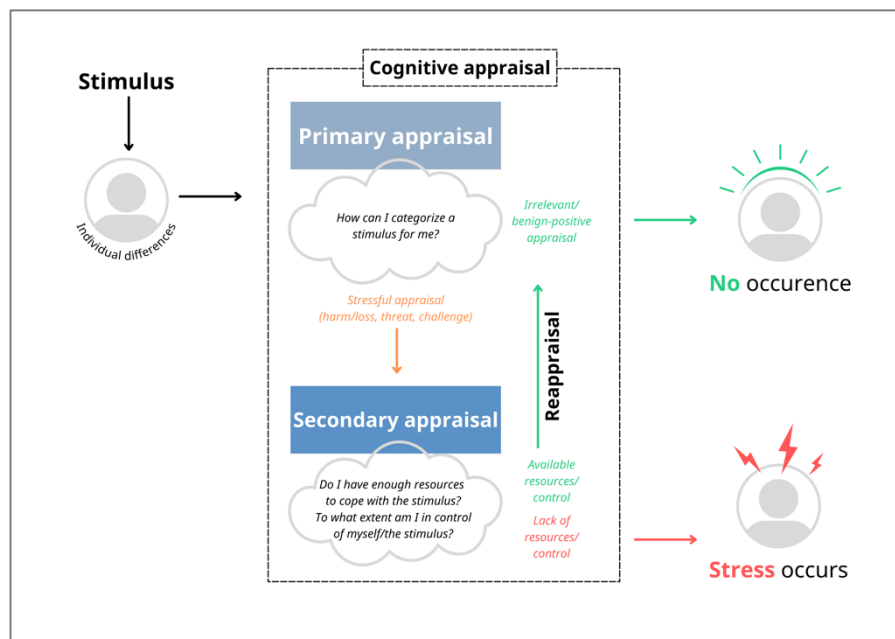 Cognitive appraisal
Stimulus
Individual differences
Primary appraisal
How can I categorize a
stimulus for me?
Irrelevant/
benign-positive
appraisal
No occurence
Stressful appraisal
(harm/loss, threat, challenge)
Reappraisal
Secondary appraisal
Do I have enough resources
to cope with the stimulus?
To what extent am I in control
of myself/the stimulus?
Available
resources/
control
Lack of
resources/
control
Stress occurs